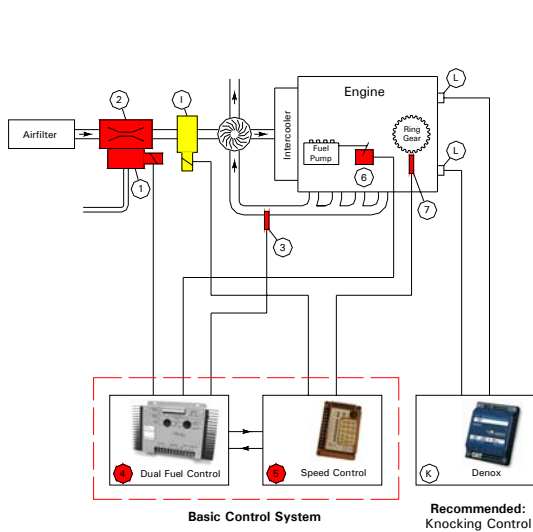 L
2
I
Engine
Airfilter
Intercooler
Ring
Gear
Fuel
Pump
L
1
6
7
3
4
Dual Fuel Control
5
Speed Control
K
Denox
Basic Control System
Recommended:
Knocking Control